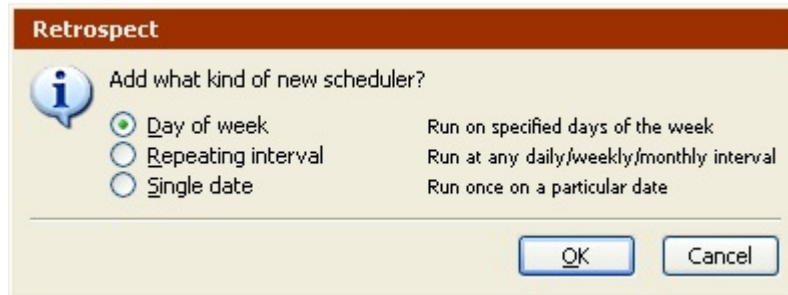 Retrospect
Add what kind of new scheduler?
Day of week Run on specified days of the week
Repeating interval Run at any daily/weekly/monthly interval
Single date Run once on a particular date
OK Cancel